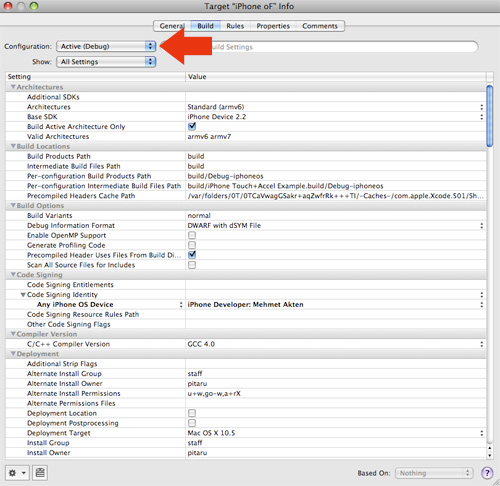 Target "iPhone oF" Info
General Build Rules Properties Comments
Configuration: Active (Debug) Build Settings
Show: All Settings
Setting Value
Architectures
Additional SDKs
Architectures Standard (armv6)
Base SDK iPhone Device 2.2
Build Active Architecture Only
Valid Architectures armv6 armv7
Build Locations
Build Products Path build
Intermediate Build Files Path build
Per-configuration Build Products Path build/Debug-iphoneos
Per-configuration Intermediate Build Files Path build/iPhone Touch+Accel Example.build/Debug-iphoneos
Precompiled Headers Cache Path /var/folders/0T/0TCaVwagGSakr+aqZwfrRk+++TI/-Caches-/com.apple.Xcode.501/Sh...
Build Options
Build Variants normal
Debug Information Format DWARF with dSYM File
Enable OpenMP Support
Generate Profiling Code
Precompiled Header Uses Files From Build Di...
Scan All Source Files for Includes
Code Signing
Code Signing Entitlements
Code Signing Identity
Any iPhone OS Device iPhone Developer: Mehmet Akten
Code Signing Resource Rules Path
Other Code Signing Flags
Compiler Version
C/C++ Compiler Version GCC 4.0
Deployment
Additional Strip Flags
Alternate Install Group staff
Alternate Install Owner pitaru
Alternate Install Permissions u+w,go-w,a+rX
Alternate Permissions Files
Deployment Location
Deployment Postprocessing
Deployment Target Mac OS X 10.5
Install Group staff
Install Owner pitaru
Based On: Nothing ?